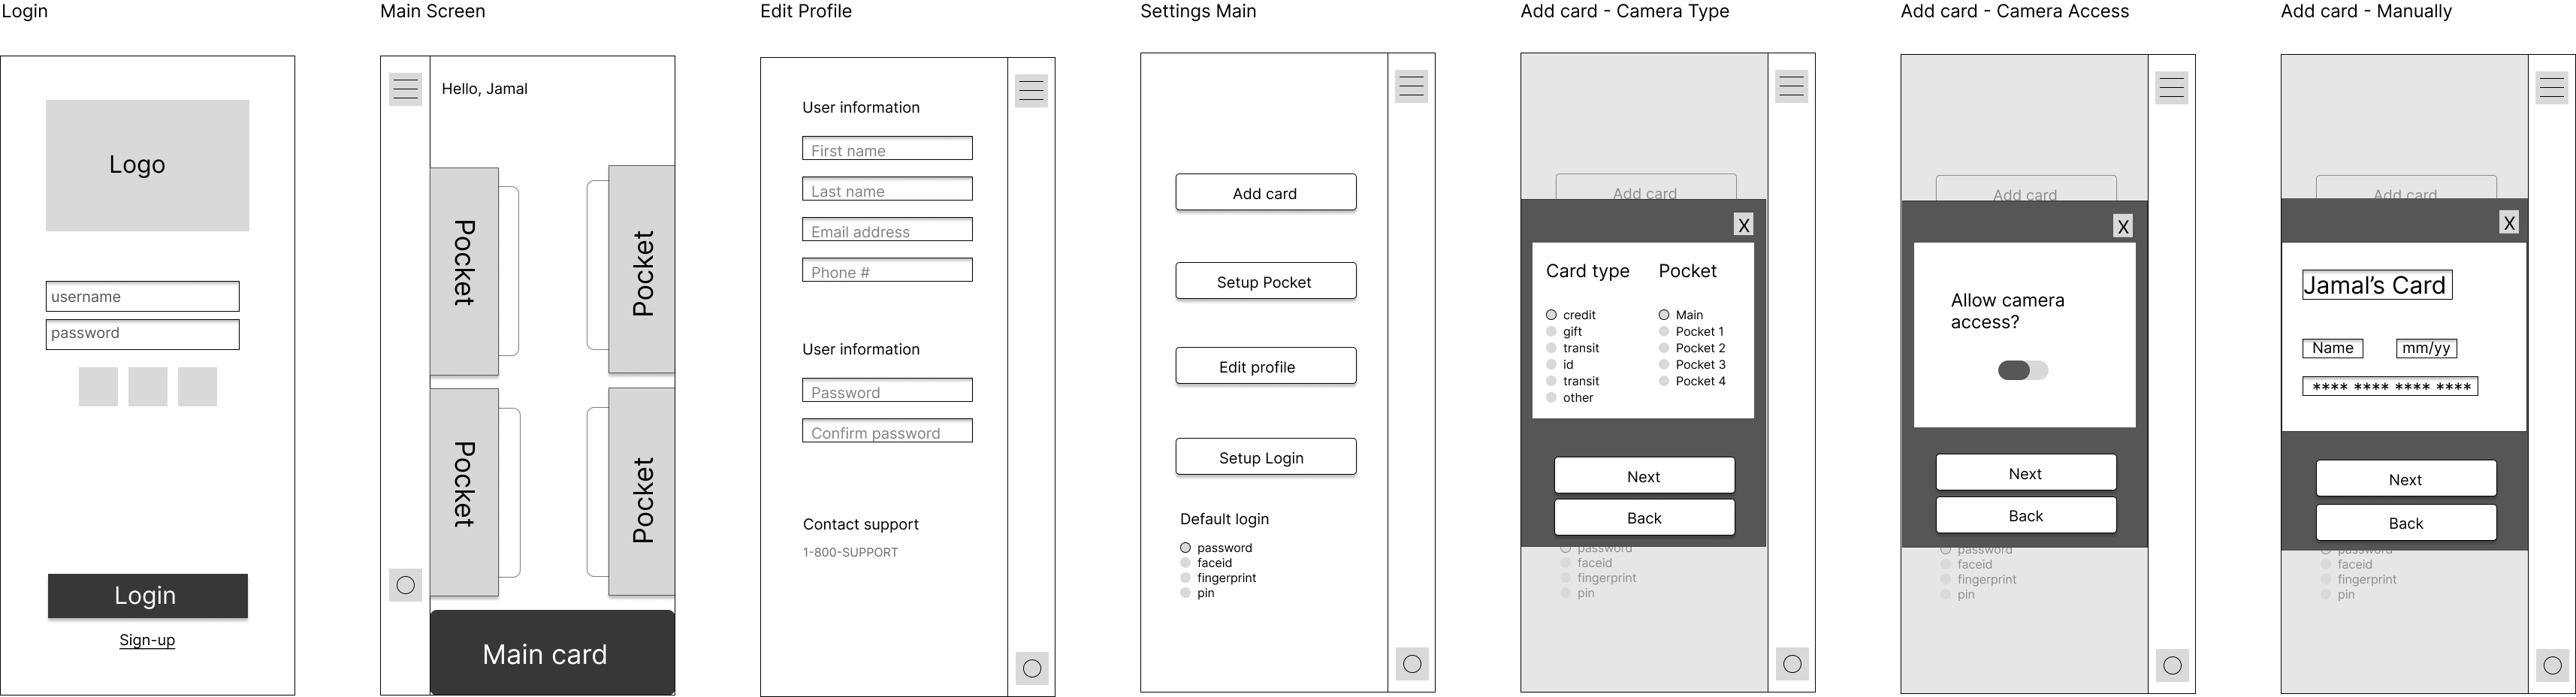 Login
Logo
username
password
Login
Sign-up
Main Screen
Hello, Jamal
Pocket
Pocket
Pocket
Pocket
Main card
Edit Profile
User information
First name
Last name
Email address
Phone #
User information
Password
Confirm password
Contact support
1-800-SUPPORT
Settings Main
Add card
Setup Pocket
Edit profile
Setup Login
Default login
password
faceid
fingerprint
pin
Add card - Camera Type
Add card
X
Card type
credit
gift
transit
id
transit
other
Pocket
Main
Pocket 1
Pocket 2
Pocket 3
Pocket 4
Next
Back
password
faceid
fingerprint
pin
Add card - Camera Access
Add card
X
Allow camera
access?
Next
Back
password
faceid
fingerprint
pin
Add card - Manually
Add card
X
Jamal’s Card
Name
mm/yy
**** **** **** ****
Next
Back
password
faceid
fingerprint
pin